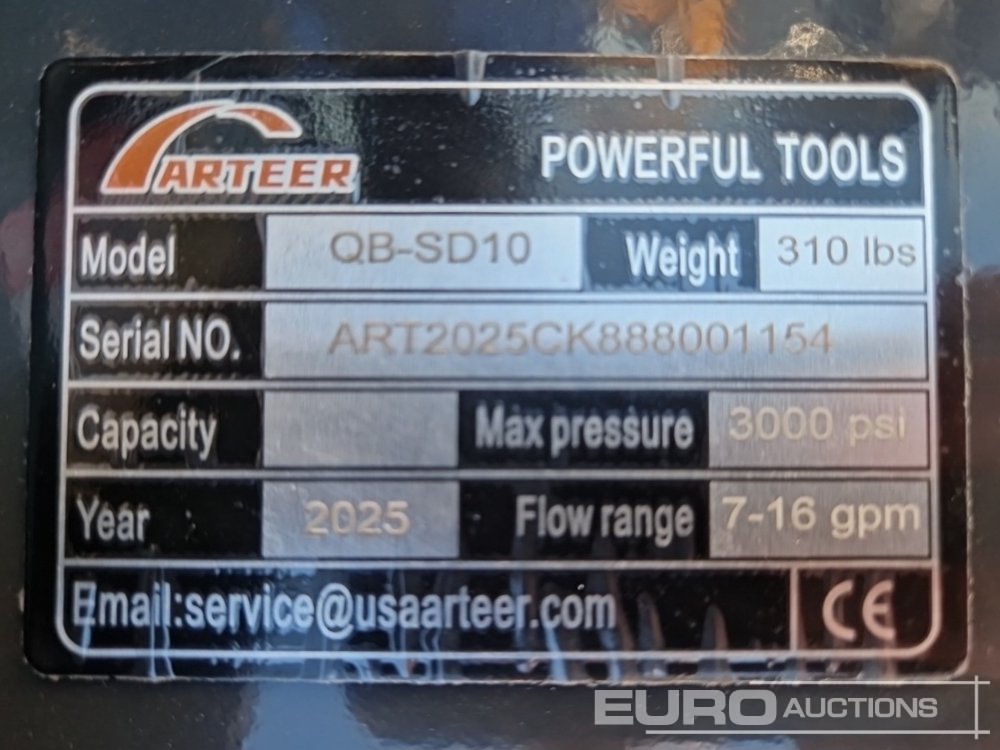 ARTEER POWERFUL TOOLS
Model QB-SD10 Weight 310 lbs
Serial NO. ART2025CK888001154
Capacity Max pressure 3000 psi
Year 2025 Flow range 7-16 gpm
Email:service@usaarteer.com CE
EURO AUCTIONS